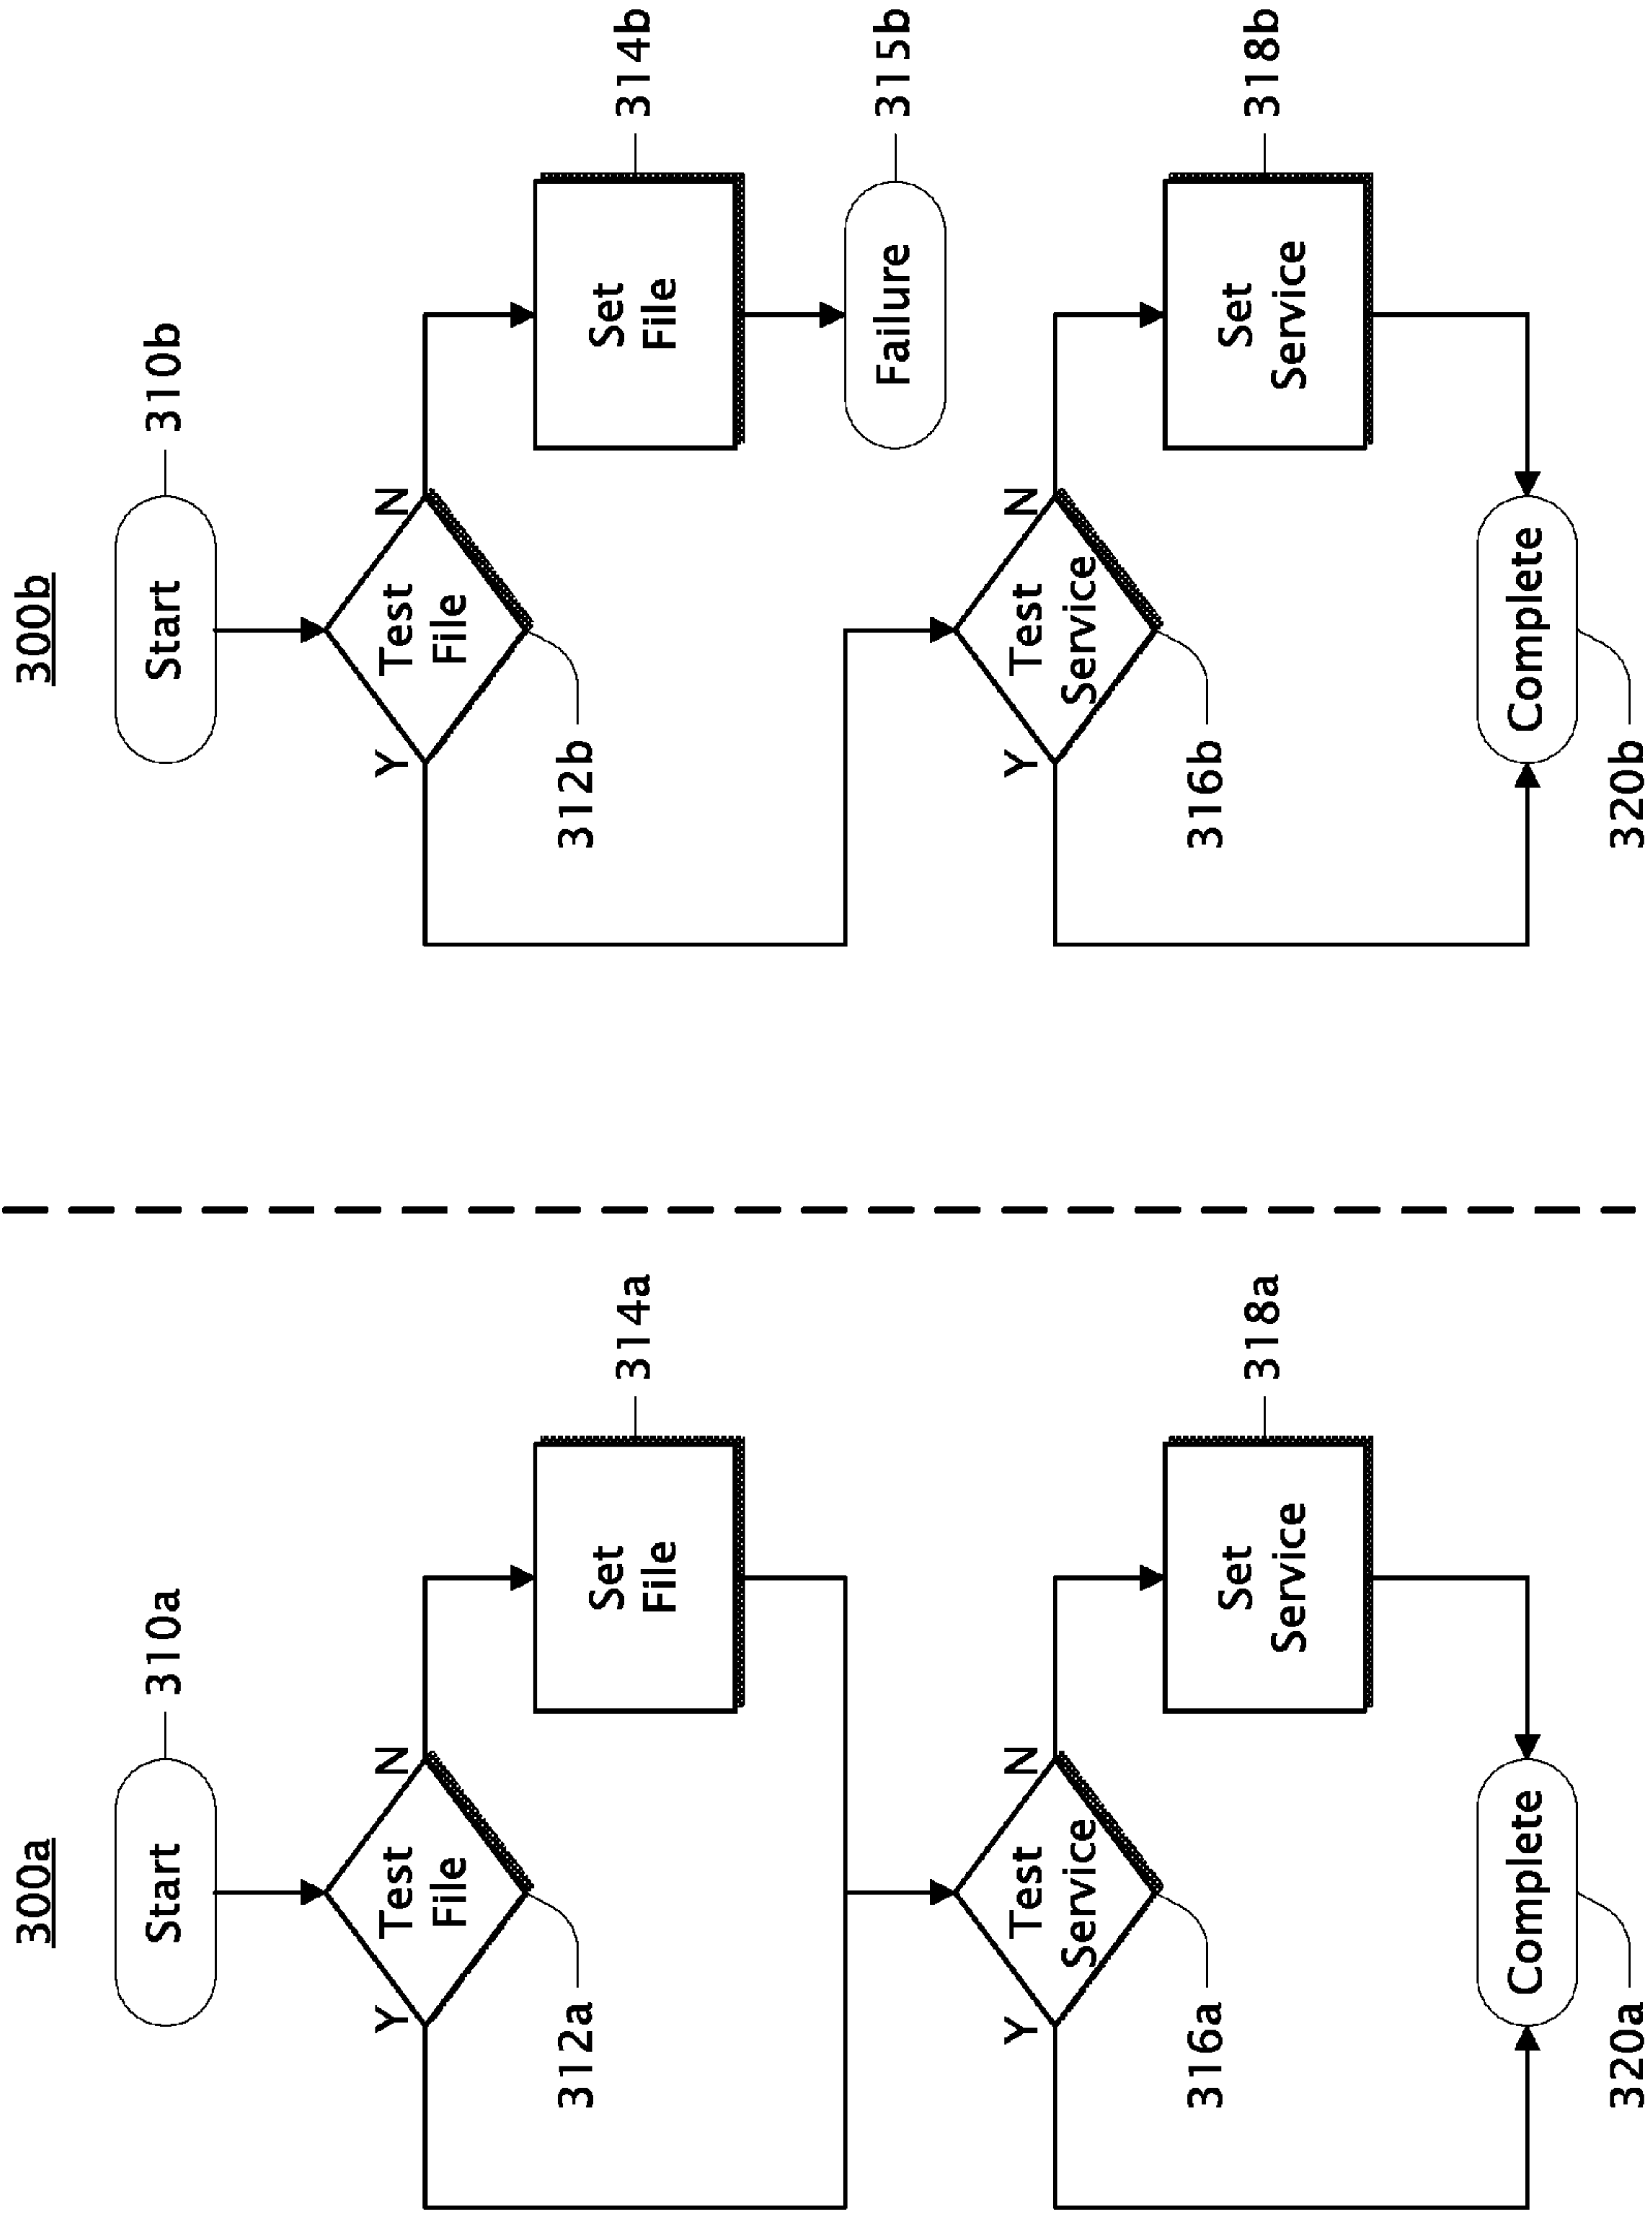 300a
Start
310a
Test
File
Y
N
312a
Set
File
314a
Test
Service
Y
N
316a
Set
Service
318a
Complete
320a
300b
Start
310b
Test
File
Y
N
312b
Set
File
314b
Failure
315b
Test
Service
Y
N
316b
Set
Service
318b
Complete
320b